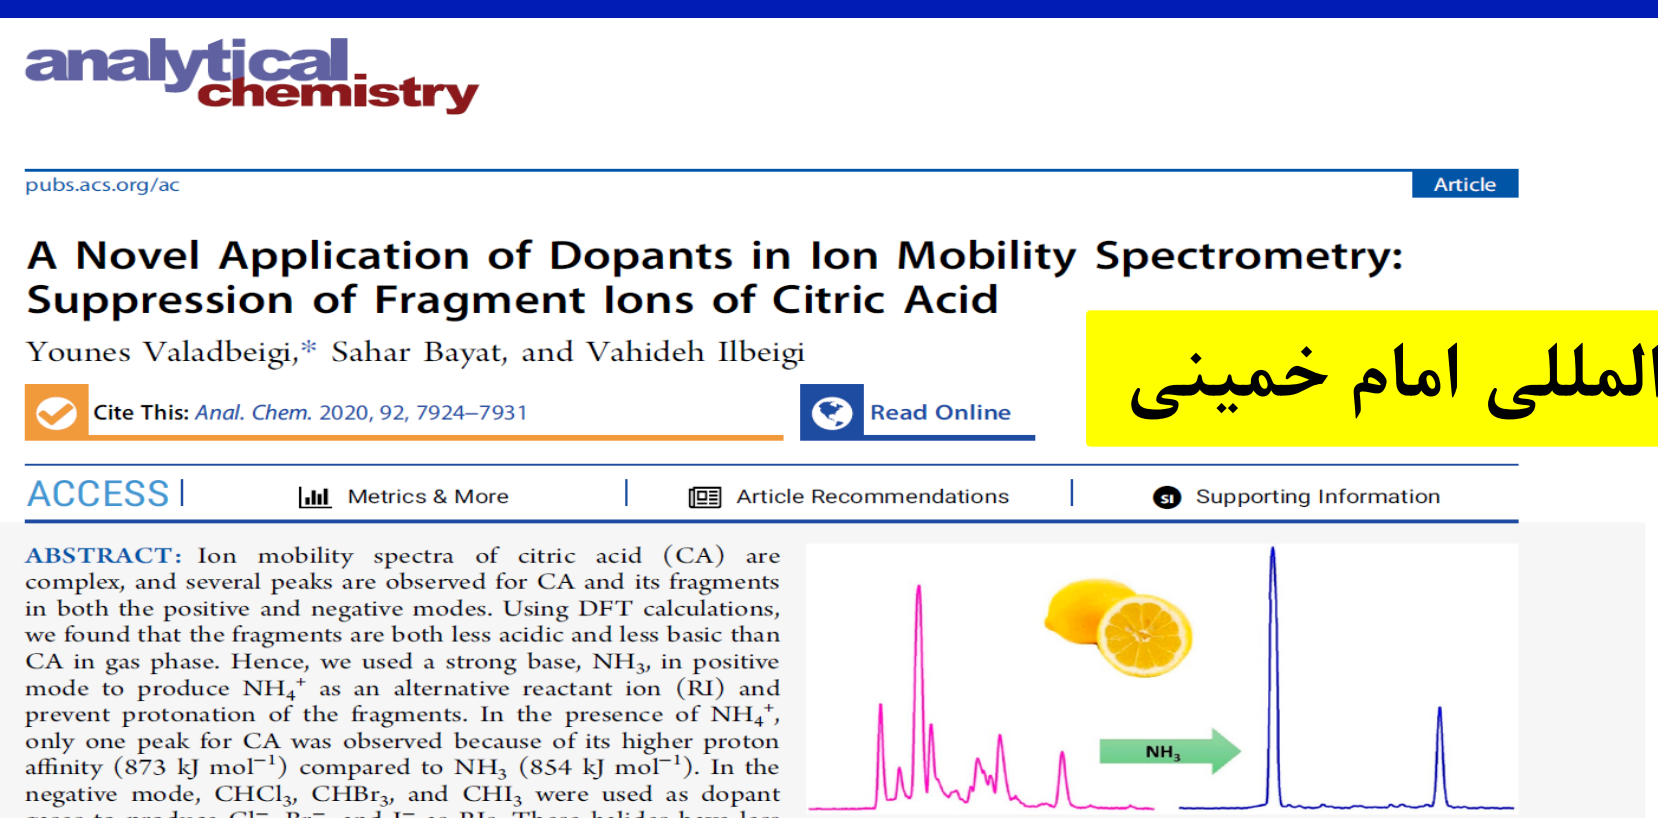 analytical
chemistry
pubs.acs.org/ac
Article
A Novel Application of Dopants in Ion Mobility Spectrometry:
Suppression of Fragment Ions of Citric Acid
Younes Valadbeigi,* Sahar Bayat, and Vahideh Ilbeigi
المللی امام خمینی
Cite This: Anal. Chem. 2020, 92, 7924–7931
Read Online
ACCESS
Metrics & More
Article Recommendations
SI Supporting Information
ABSTRACT: Ion mobility spectra of citric acid (CA) are
complex, and several peaks are observed for CA and its fragments
in both the positive and negative modes. Using DFT calculations,
we found that the fragments are both less acidic and less basic than
CA in gas phase. Hence, we used a strong base, NH₃, in positive
mode to produce NH₄⁺ as an alternative reactant ion (RI) and
prevent protonation of the fragments. In the presence of NH₄⁺,
only one peak for CA was observed because of its higher proton
affinity (873 kJ mol⁻¹) compared to NH₃ (854 kJ mol⁻¹). In the
negative mode, CHCl₃, CHBr₃, and CHI₃ were used as dopant
NH₃